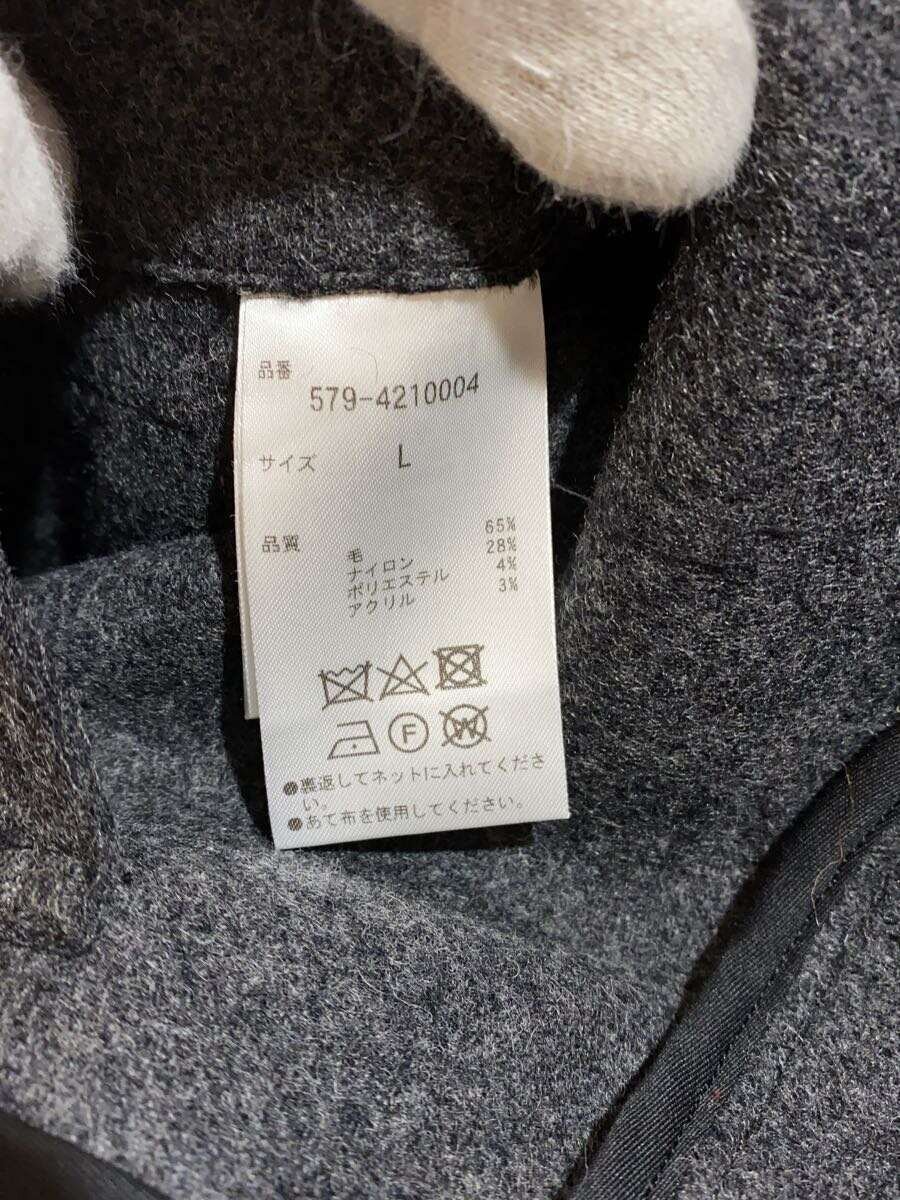 品番
579-4210004
サイズ L
品質 毛 65%
ナイロン 28%
ポリエステル 4%
アクリル 3%
F W
●裏返してネットに入れてくださ
い。
●あて布を使用してください。